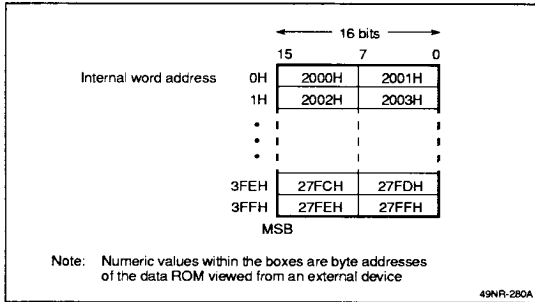 16 bits
15 7 0
Internal word address 0H 2000H 2001H
1H 2002H 2003H
3FEH 27FCH 27FDH
3FFH 27FEH 27FFH
MSB
Note: Numeric values within the boxes are byte addresses
of the data ROM viewed from an external device
49NR-280A